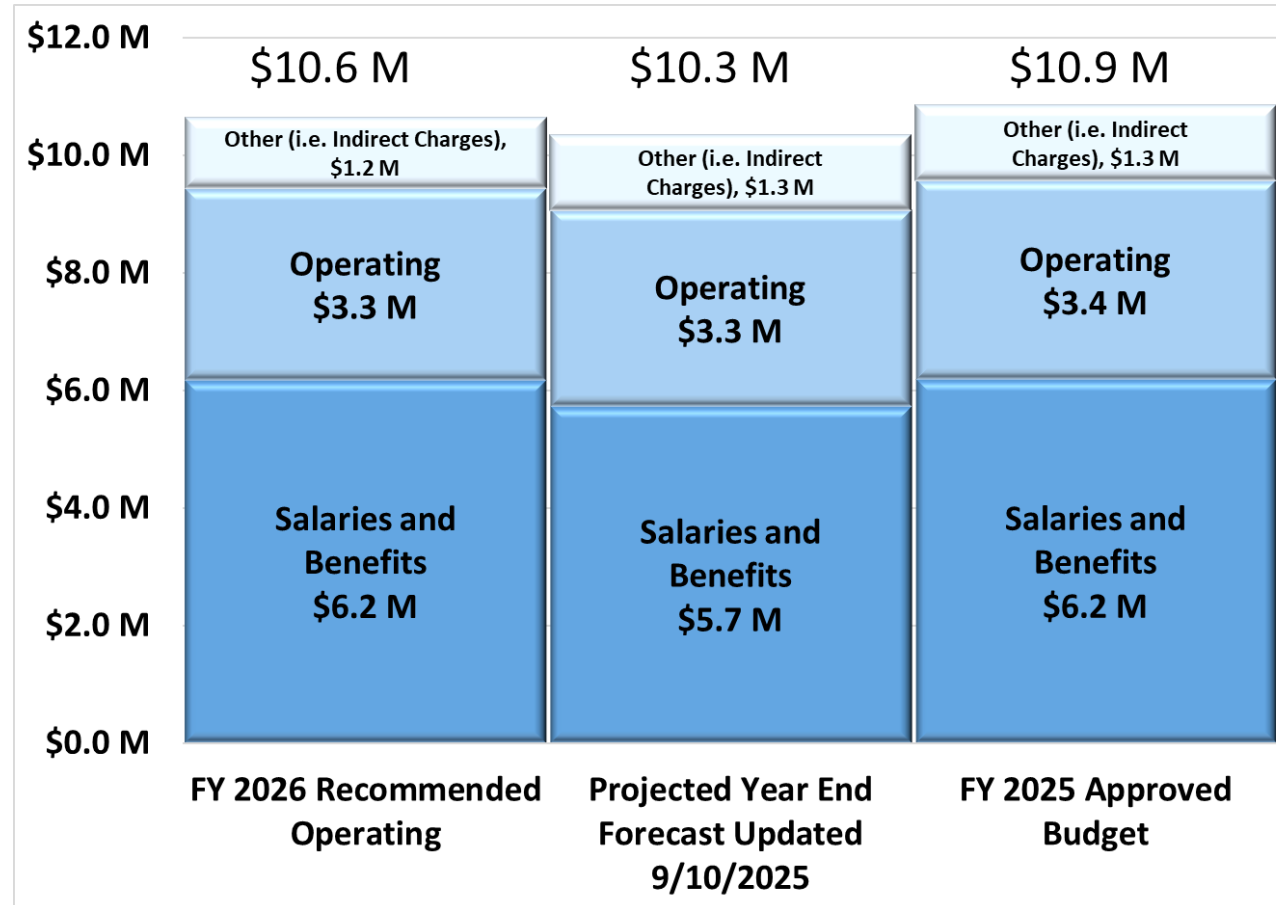 $12.0 M
$10.0 M
$8.0 M
$6.0 M
$4.0 M
$2.0 M
$0.0 M
$10.6 M
Other (i.e. Indirect Charges),
$1.2 M
Operating
$3.3 M
Salaries and
Benefits
$6.2 M
FY 2026 Recommended
Operating
$10.3 M
Other (i.e. Indirect
Charges), $1.3 M
Operating
$3.3 M
Salaries and
Benefits
$5.7 M
Projected Year End
Forecast Updated
9/10/2025
$10.9 M
Other (i.e. Indirect
Charges), $1.3 M
Operating
$3.4 M
Salaries and
Benefits
$6.2 M
FY 2025 Approved
Budget